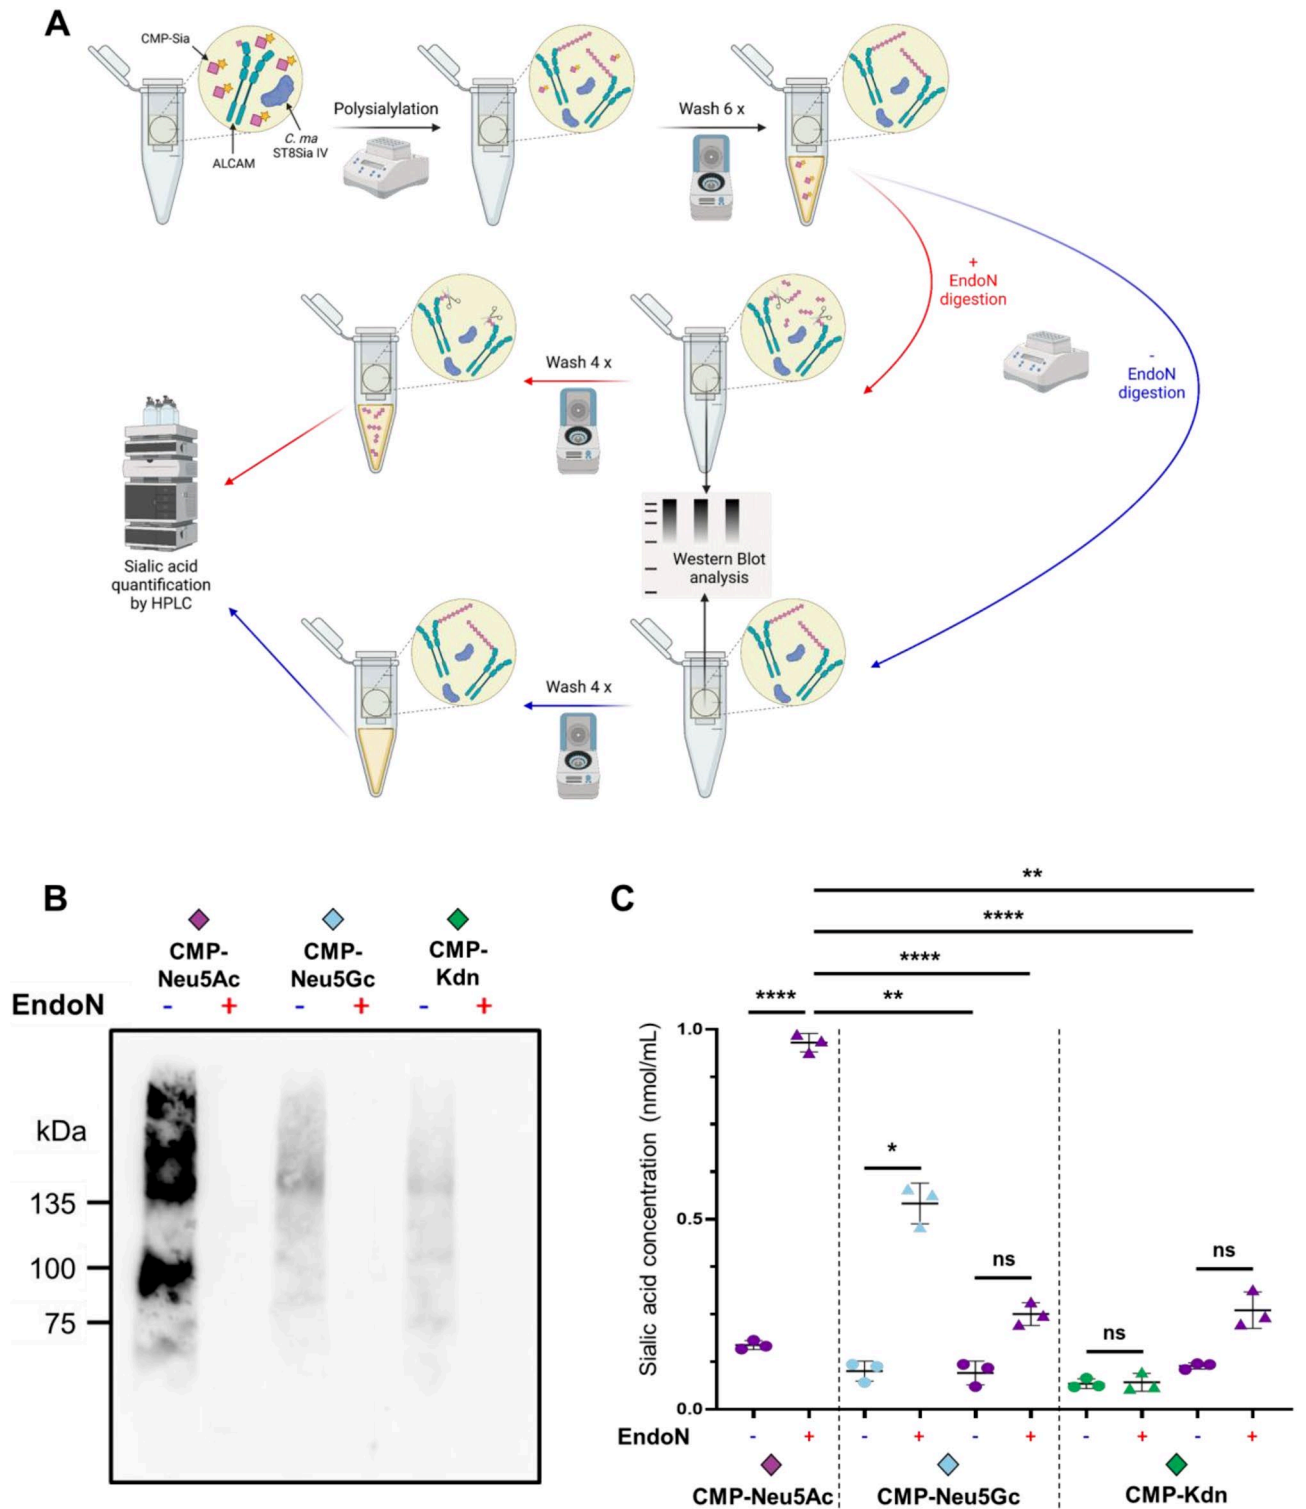 A
CMP-Sia
ALCAM
C. ma
ST8Sia IV
Polysialylation
Wash 6 x
+
EndoN
digestion
-
EndoN
digestion
Wash 4 x
Western Blot
analysis
Sialic acid
quantification
by HPLC
Wash 4 x
B
CMP-
Neu5Ac
CMP-
Neu5Gc
CMP-
Kdn
EndoN - + - + - +
kDa
135
100
75
C
**
****
****
**** **
*
ns
ns
ns
Sialic acid concentration (nmol/mL)
1.0
0.5
0.0
EndoN - + - + - + - + - +
CMP-Neu5Ac CMP-Neu5Gc CMP-Kdn